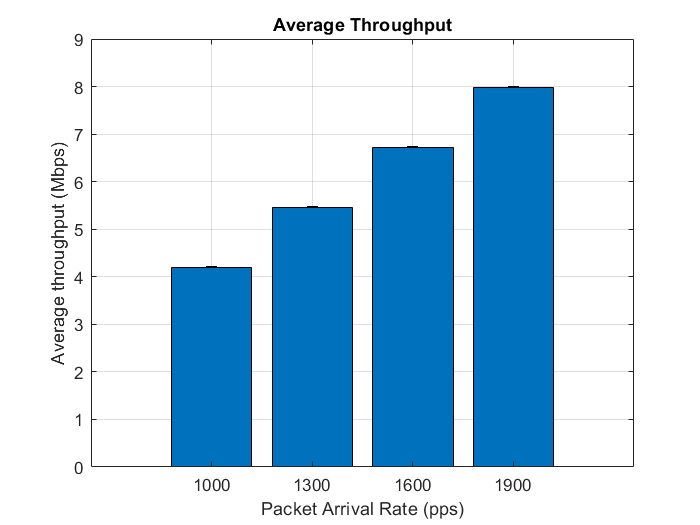 Average Throughput
9
8
7
6
5
4
3
2
1
0
Average throughput (Mbps)
1000 1300 1600 1900
Packet Arrival Rate (pps)